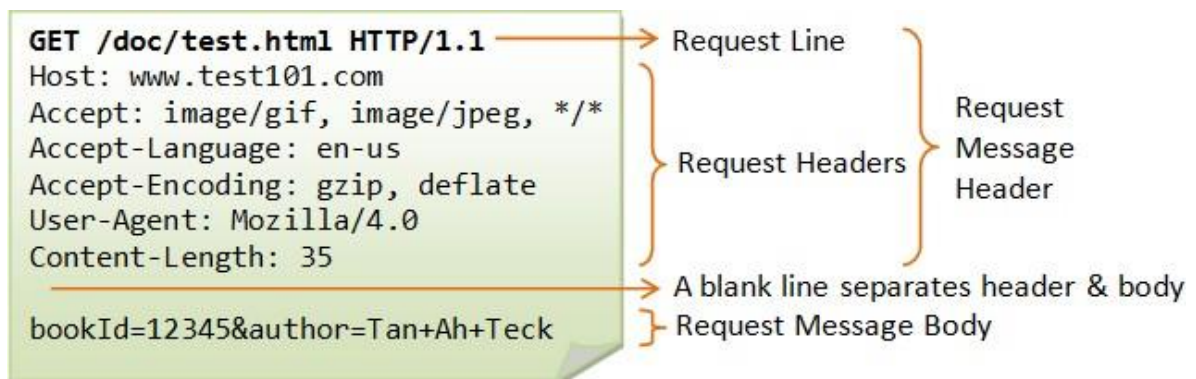 GET /doc/test.html HTTP/1.1
Host: www.test101.com
Accept: image/gif, image/jpeg, */*
Accept-Language: en-us
Accept-Encoding: gzip, deflate
User-Agent: Mozilla/4.0
Content-Length: 35
bookId=12345&author=Tan+Ah+Teck
Request Line
Request Headers
Request
Message
Header
A blank line separates header & body
Request Message Body